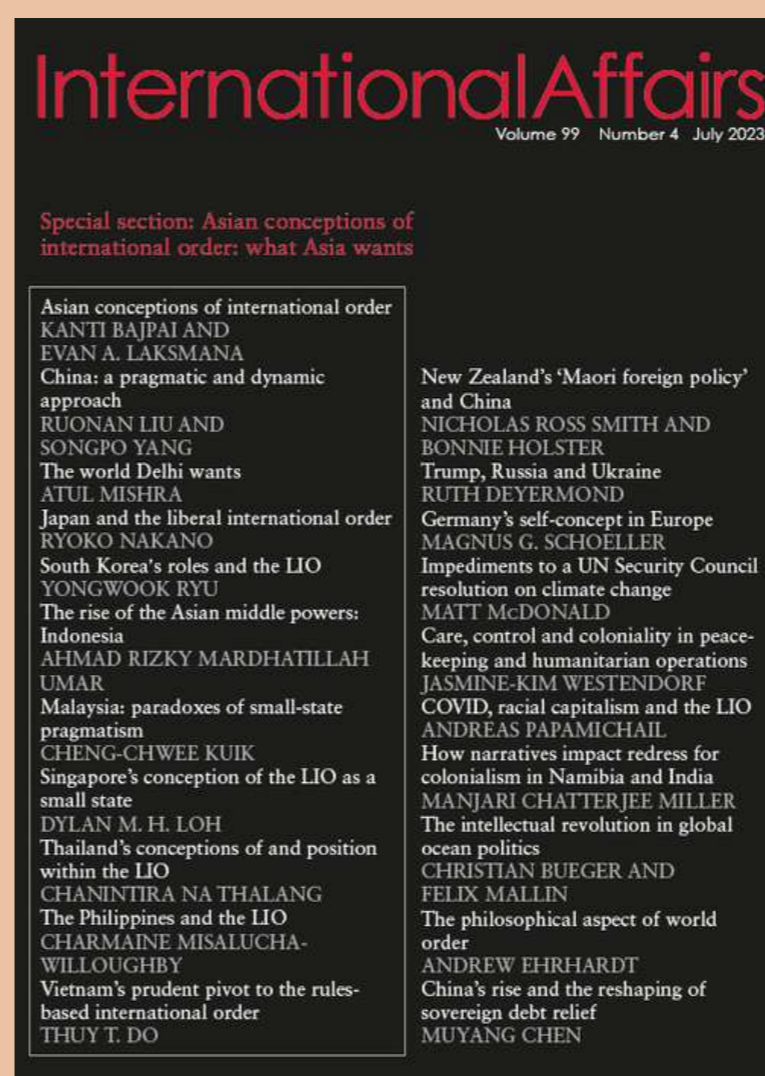 InternationalAffairs
Volume 99 Number 4 July 2023
Special section: Asian conceptions of
international order: what Asia wants
Asian conceptions of international order
KANTI BAJPAI AND
EVAN A. LAKSMANA
China: a pragmatic and dynamic
approach
RUONAN LIU AND
SONGPO YANG
The world Delhi wants
ATUL MISHRA
Japan and the liberal international order
RYOKO NAKANO
South Korea's roles and the LIO
YONGWOOK RYU
The rise of the Asian middle powers:
Indonesia
AHMAD RIZKY MARDHATILLAH
UMAR
Malaysia: paradoxes of small-state
pragmatism
CHENG-CHWEE KUIK
Singapore's conception of the LIO as a
small state
DYLAN M. H. LOH
Thailand's conceptions of and position
within the LIO
CHANINTIRA NA THALANG
The Philippines and the LIO
CHARMAINE MISALUCHA-
WILLOUGHBY
Vietnam's prudent pivot to the rules-
based international order
THUY T. DO
New Zealand's 'Maori foreign policy'
and China
NICHOLAS ROSS SMITH AND
BONNIE HOLSTER
Trump, Russia and Ukraine
RUTH DEYERMOND
Germany's self-concept in Europe
MAGNUS G. SCHOELLER
Impediments to a UN Security Council
resolution on climate change
MATT McDONALD
Care, control and coloniality in peace-
keeping and humanitarian operations
JASMINE-KIM WESTENDORF
COVID, racial capitalism and the LIO
ANDREAS PAPAMICHAIL
How narratives impact redress for
colonialism in Namibia and India
MANJARI CHATTERJEE MILLER
The intellectual revolution in global
ocean politics
CHRISTIAN BUEGER AND
FELIX MALLIN
The philosophical aspect of world
order
ANDREW EHRHARDT
China's rise and the reshaping of
sovereign debt relief
MUYANG CHEN